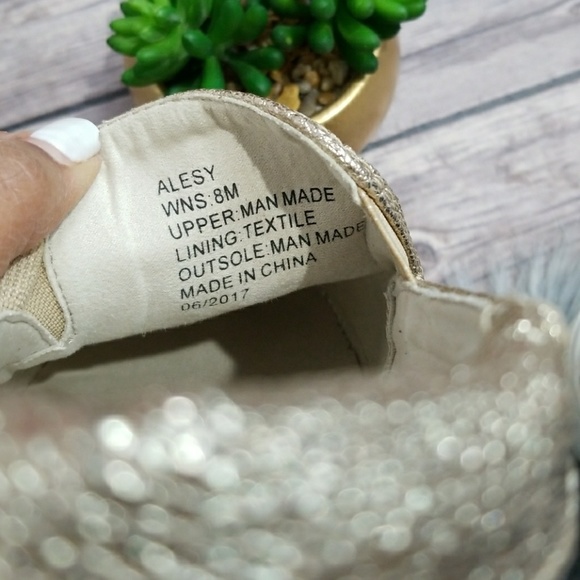 ALESY
WNS:8M
UPPER:MAN MADE
LINING:TEXTILE
OUTSOLE:MAN MADE
MADE IN CHINA
06/2017